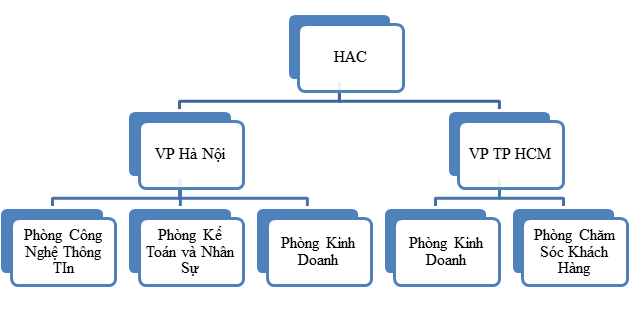 HAC
VP Hà Nội
VP TP HCM
Phòng Công
Nghệ Thông
TIn
Phòng Kế
Toán và Nhân
Sự
Phòng Kinh
Doanh
Phòng Kinh
Doanh
Phòng Chăm
Sóc Khách
Hàng